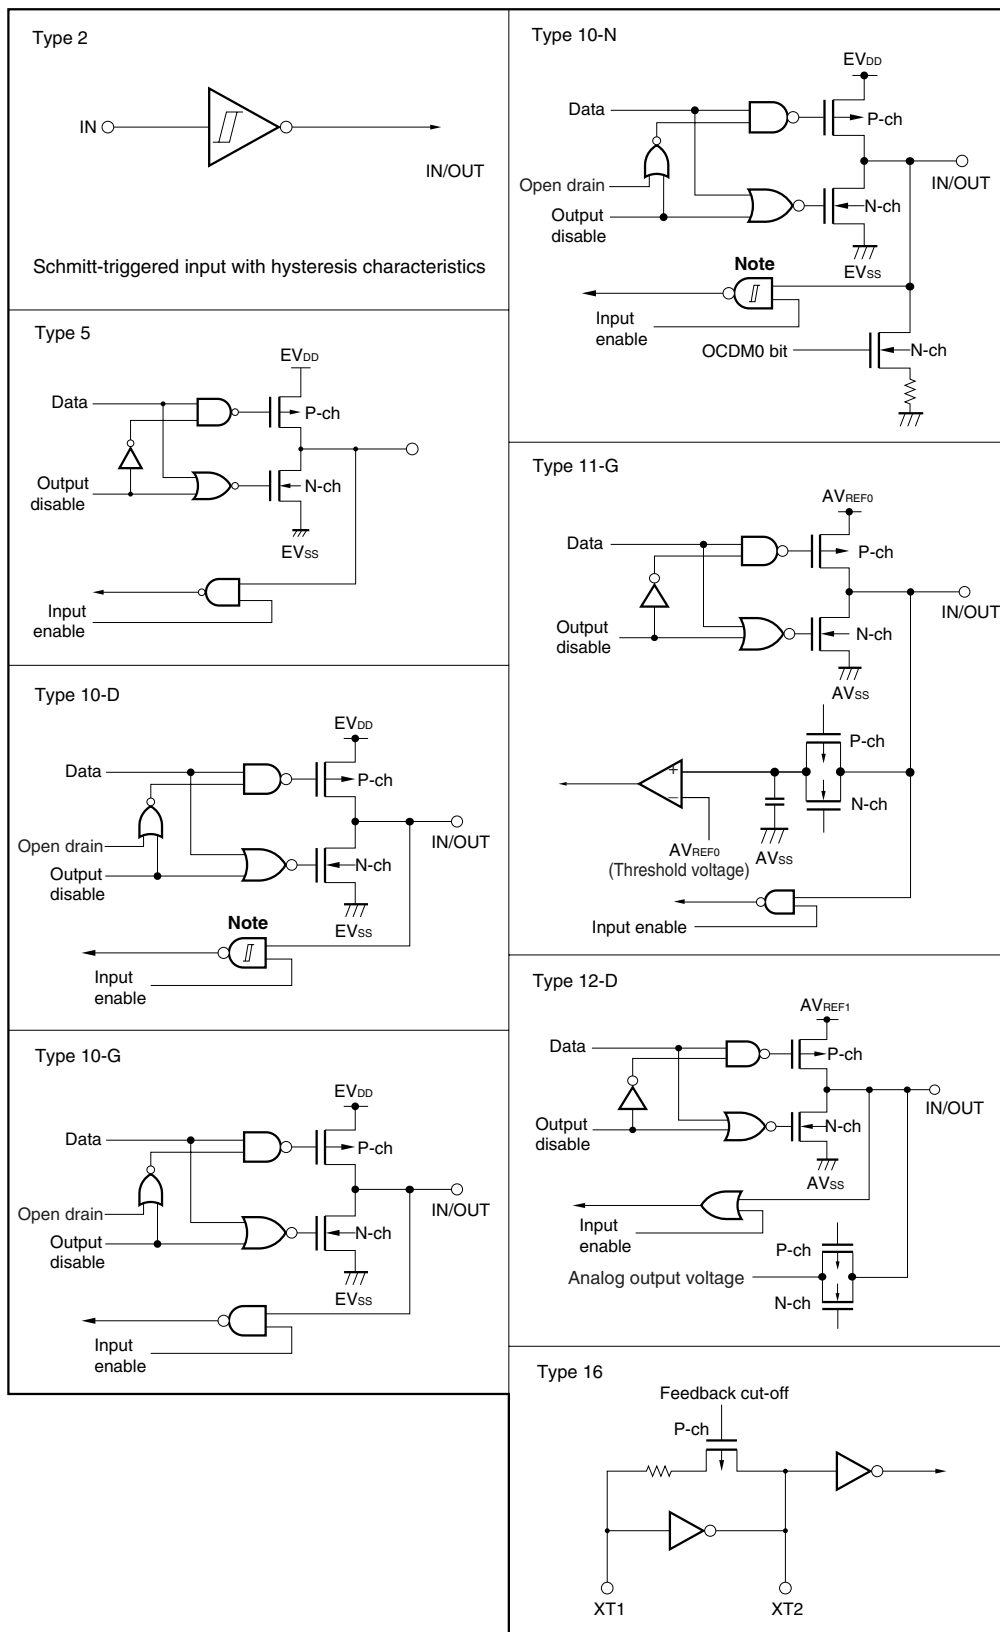 Type 2
IN
IN/OUT
Schmitt-triggered input with hysteresis characteristics
Type 5
EVDD
Data
P-ch
Output
disable
N-ch
EVSS
Input
enable
Type 10-D
EVDD
Data
P-ch
Open drain
IN/OUT
Output
disable
N-ch
Note
EVSS
Input
enable
Type 10-G
EVDD
Data
P-ch
Open drain
IN/OUT
Output
disable
N-ch
EVSS
Input
enable
Type 10-N
EVDD
Data
P-ch
Open drain
IN/OUT
Output
disable
N-ch
Note
EVSS
Input
enable
OCDM0 bit
N-ch
Type 11-G
AVREF0
Data
P-ch
IN/OUT
Output
disable
N-ch
AVSS
P-ch
+
−
N-ch
AVREF0
(Threshold voltage)
AVSS
Input enable
Type 12-D
AVREF1
Data
P-ch
IN/OUT
Output
disable
N-ch
AVSS
Input
enable
P-ch
Analog output voltage
N-ch
Type 16
Feedback cut-off
P-ch
XT1
XT2